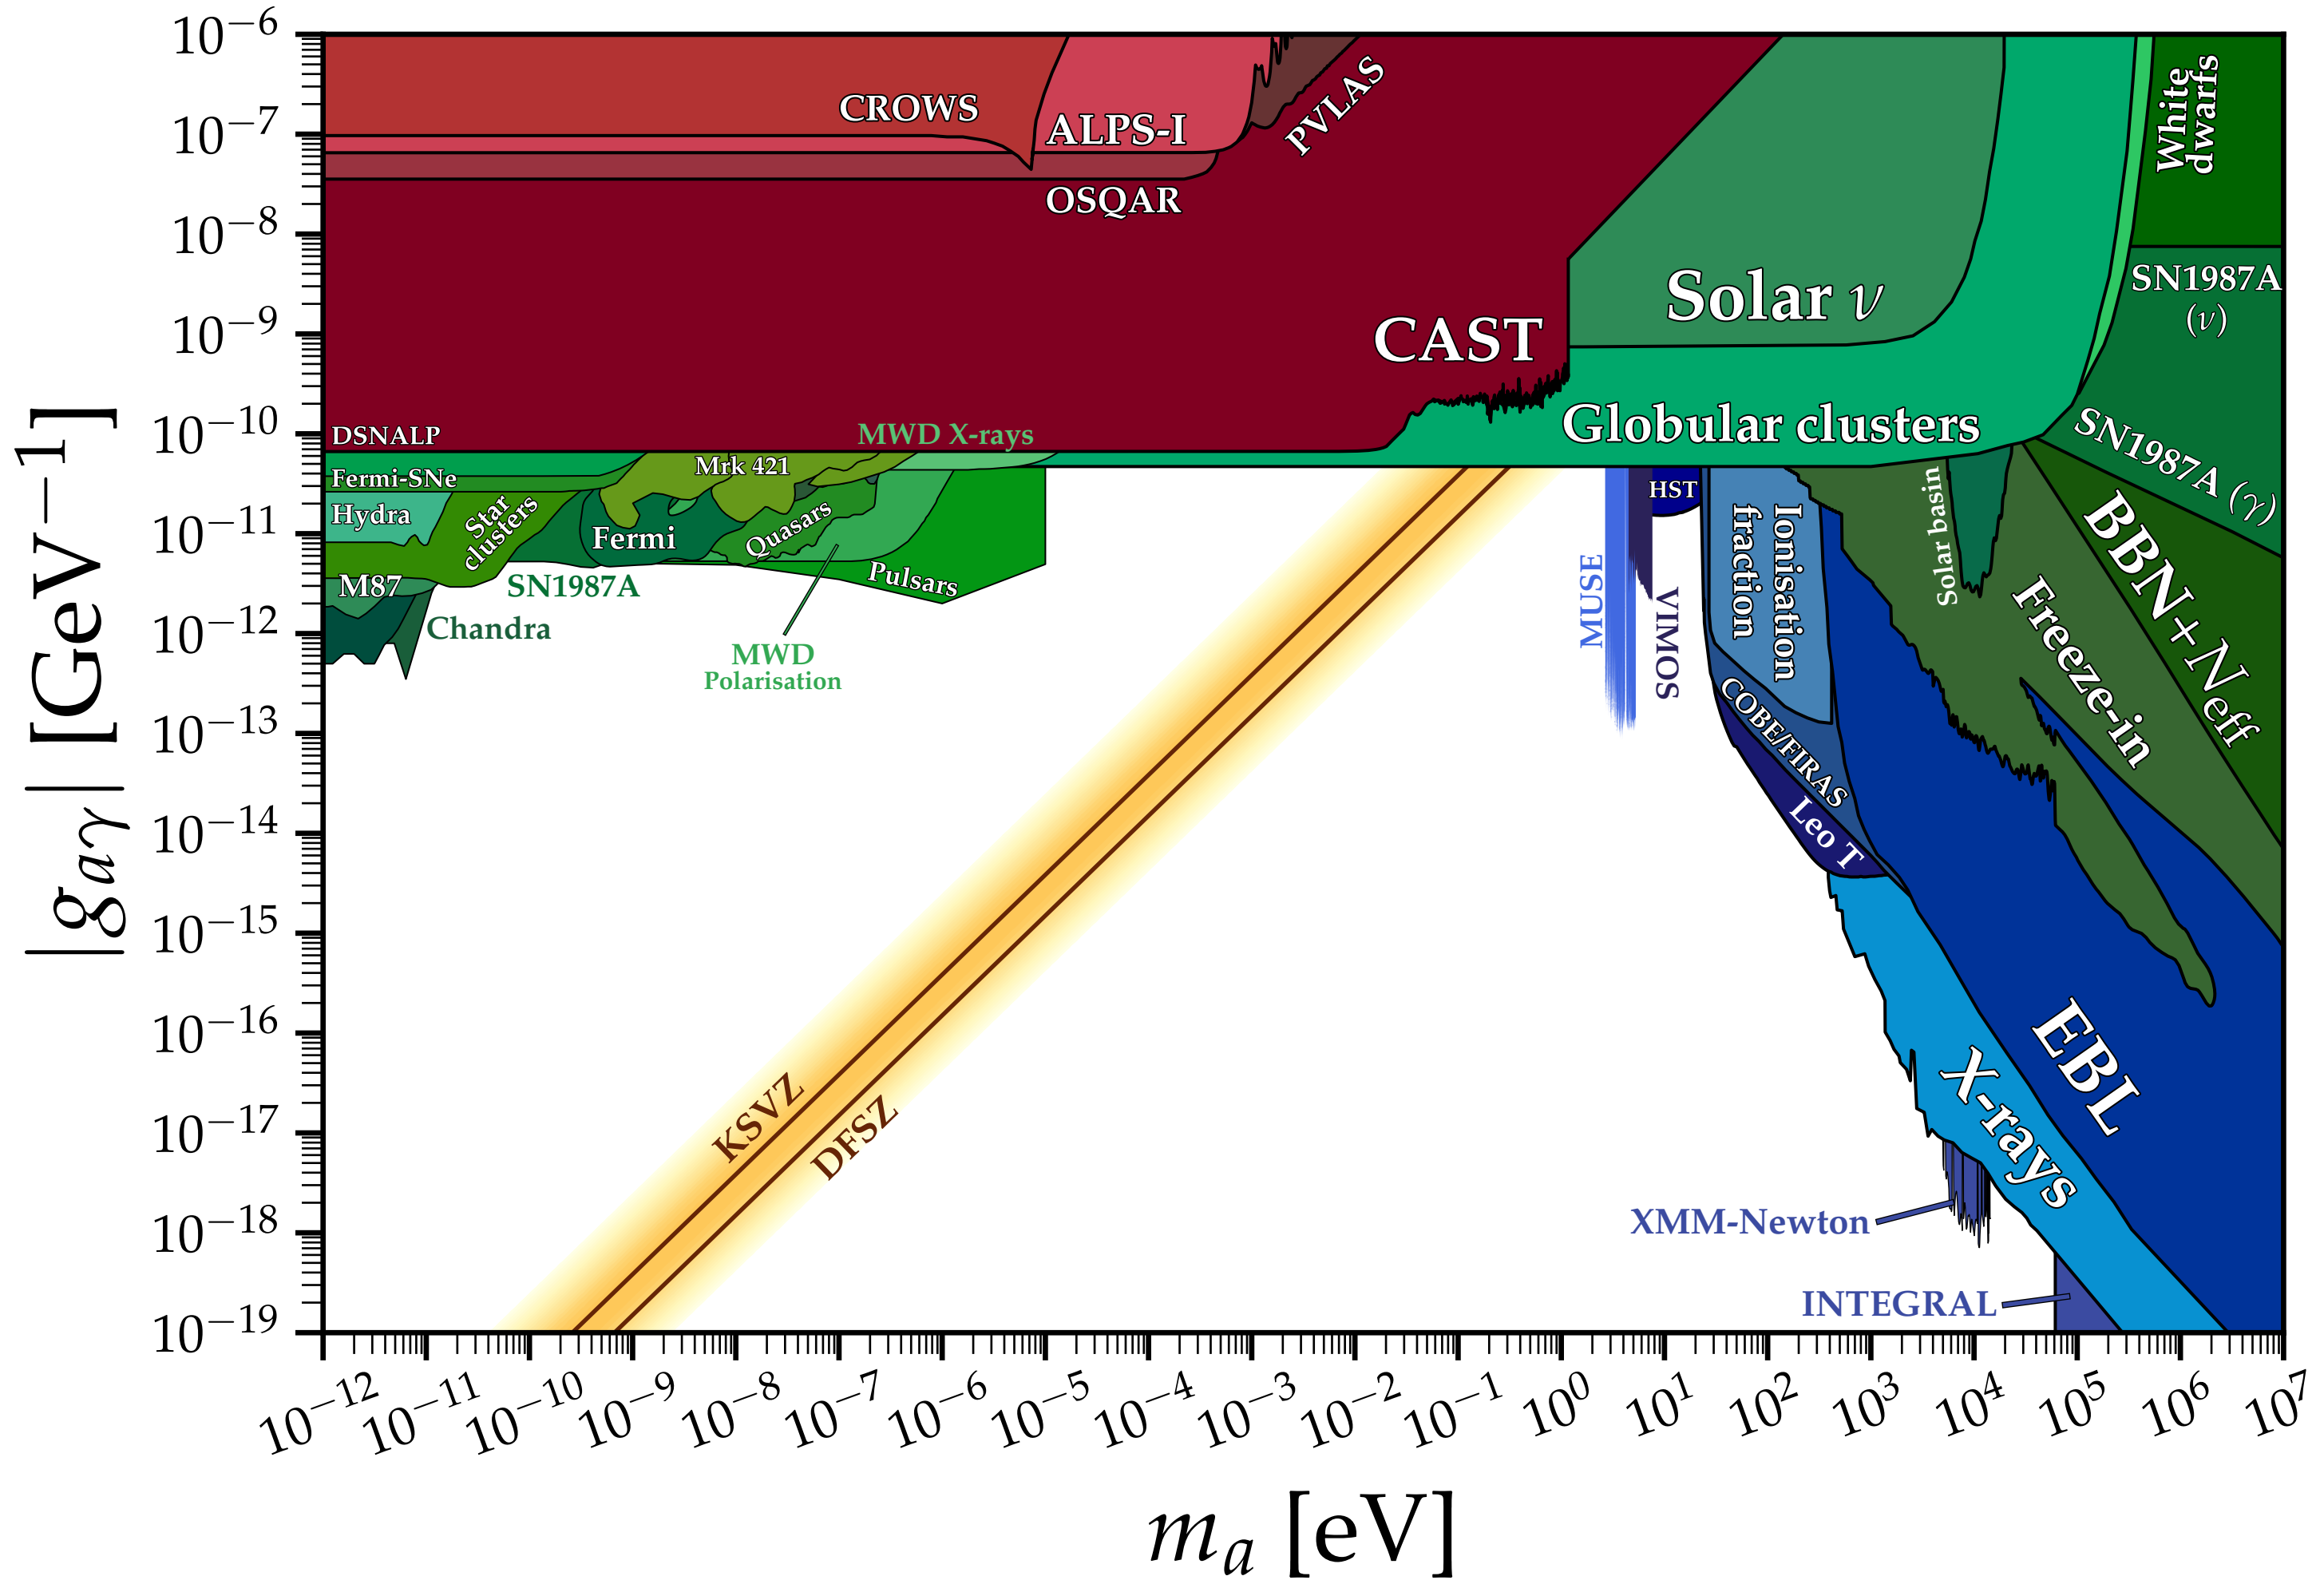 10⁻⁶
10⁻⁷
10⁻⁸
10⁻⁹
10⁻¹⁰
10⁻¹¹
10⁻¹²
10⁻¹³
10⁻¹⁴
10⁻¹⁵
10⁻¹⁶
10⁻¹⁷
10⁻¹⁸
10⁻¹⁹
|g_{aγ}| [GeV⁻¹]
CROWS
ALPS-I
OSQAR
PVLAS
CAST
Solar ν
Globular clusters
White
dwarfs
SN1987A
(ν)
SN1987A (γ)
DSNALP
Fermi-SNe
Hydra
M87
Star
clusters
Chandra
SN1987A
Fermi
Mrk 421
Quasars
MWD X-rays
Pulsars
MWD
Polarisation
KSVZ
DFSZ
MUSE
VIMOS
HST
Ionisation
fraction
COBE/FIRAS
Leo T
Solar basin
Freeze-in
BBN+N_{eff}
EBL
X-rays
XMM-Newton
INTEGRAL
10⁻¹²
10⁻¹¹
10⁻¹⁰
10⁻⁹
10⁻⁸
10⁻⁷
10⁻⁶
10⁻⁵
10⁻⁴
10⁻³
10⁻²
10⁻¹
10⁰
10¹
10²
10³
10⁴
10⁵
10⁶
10⁷
m_a [eV]